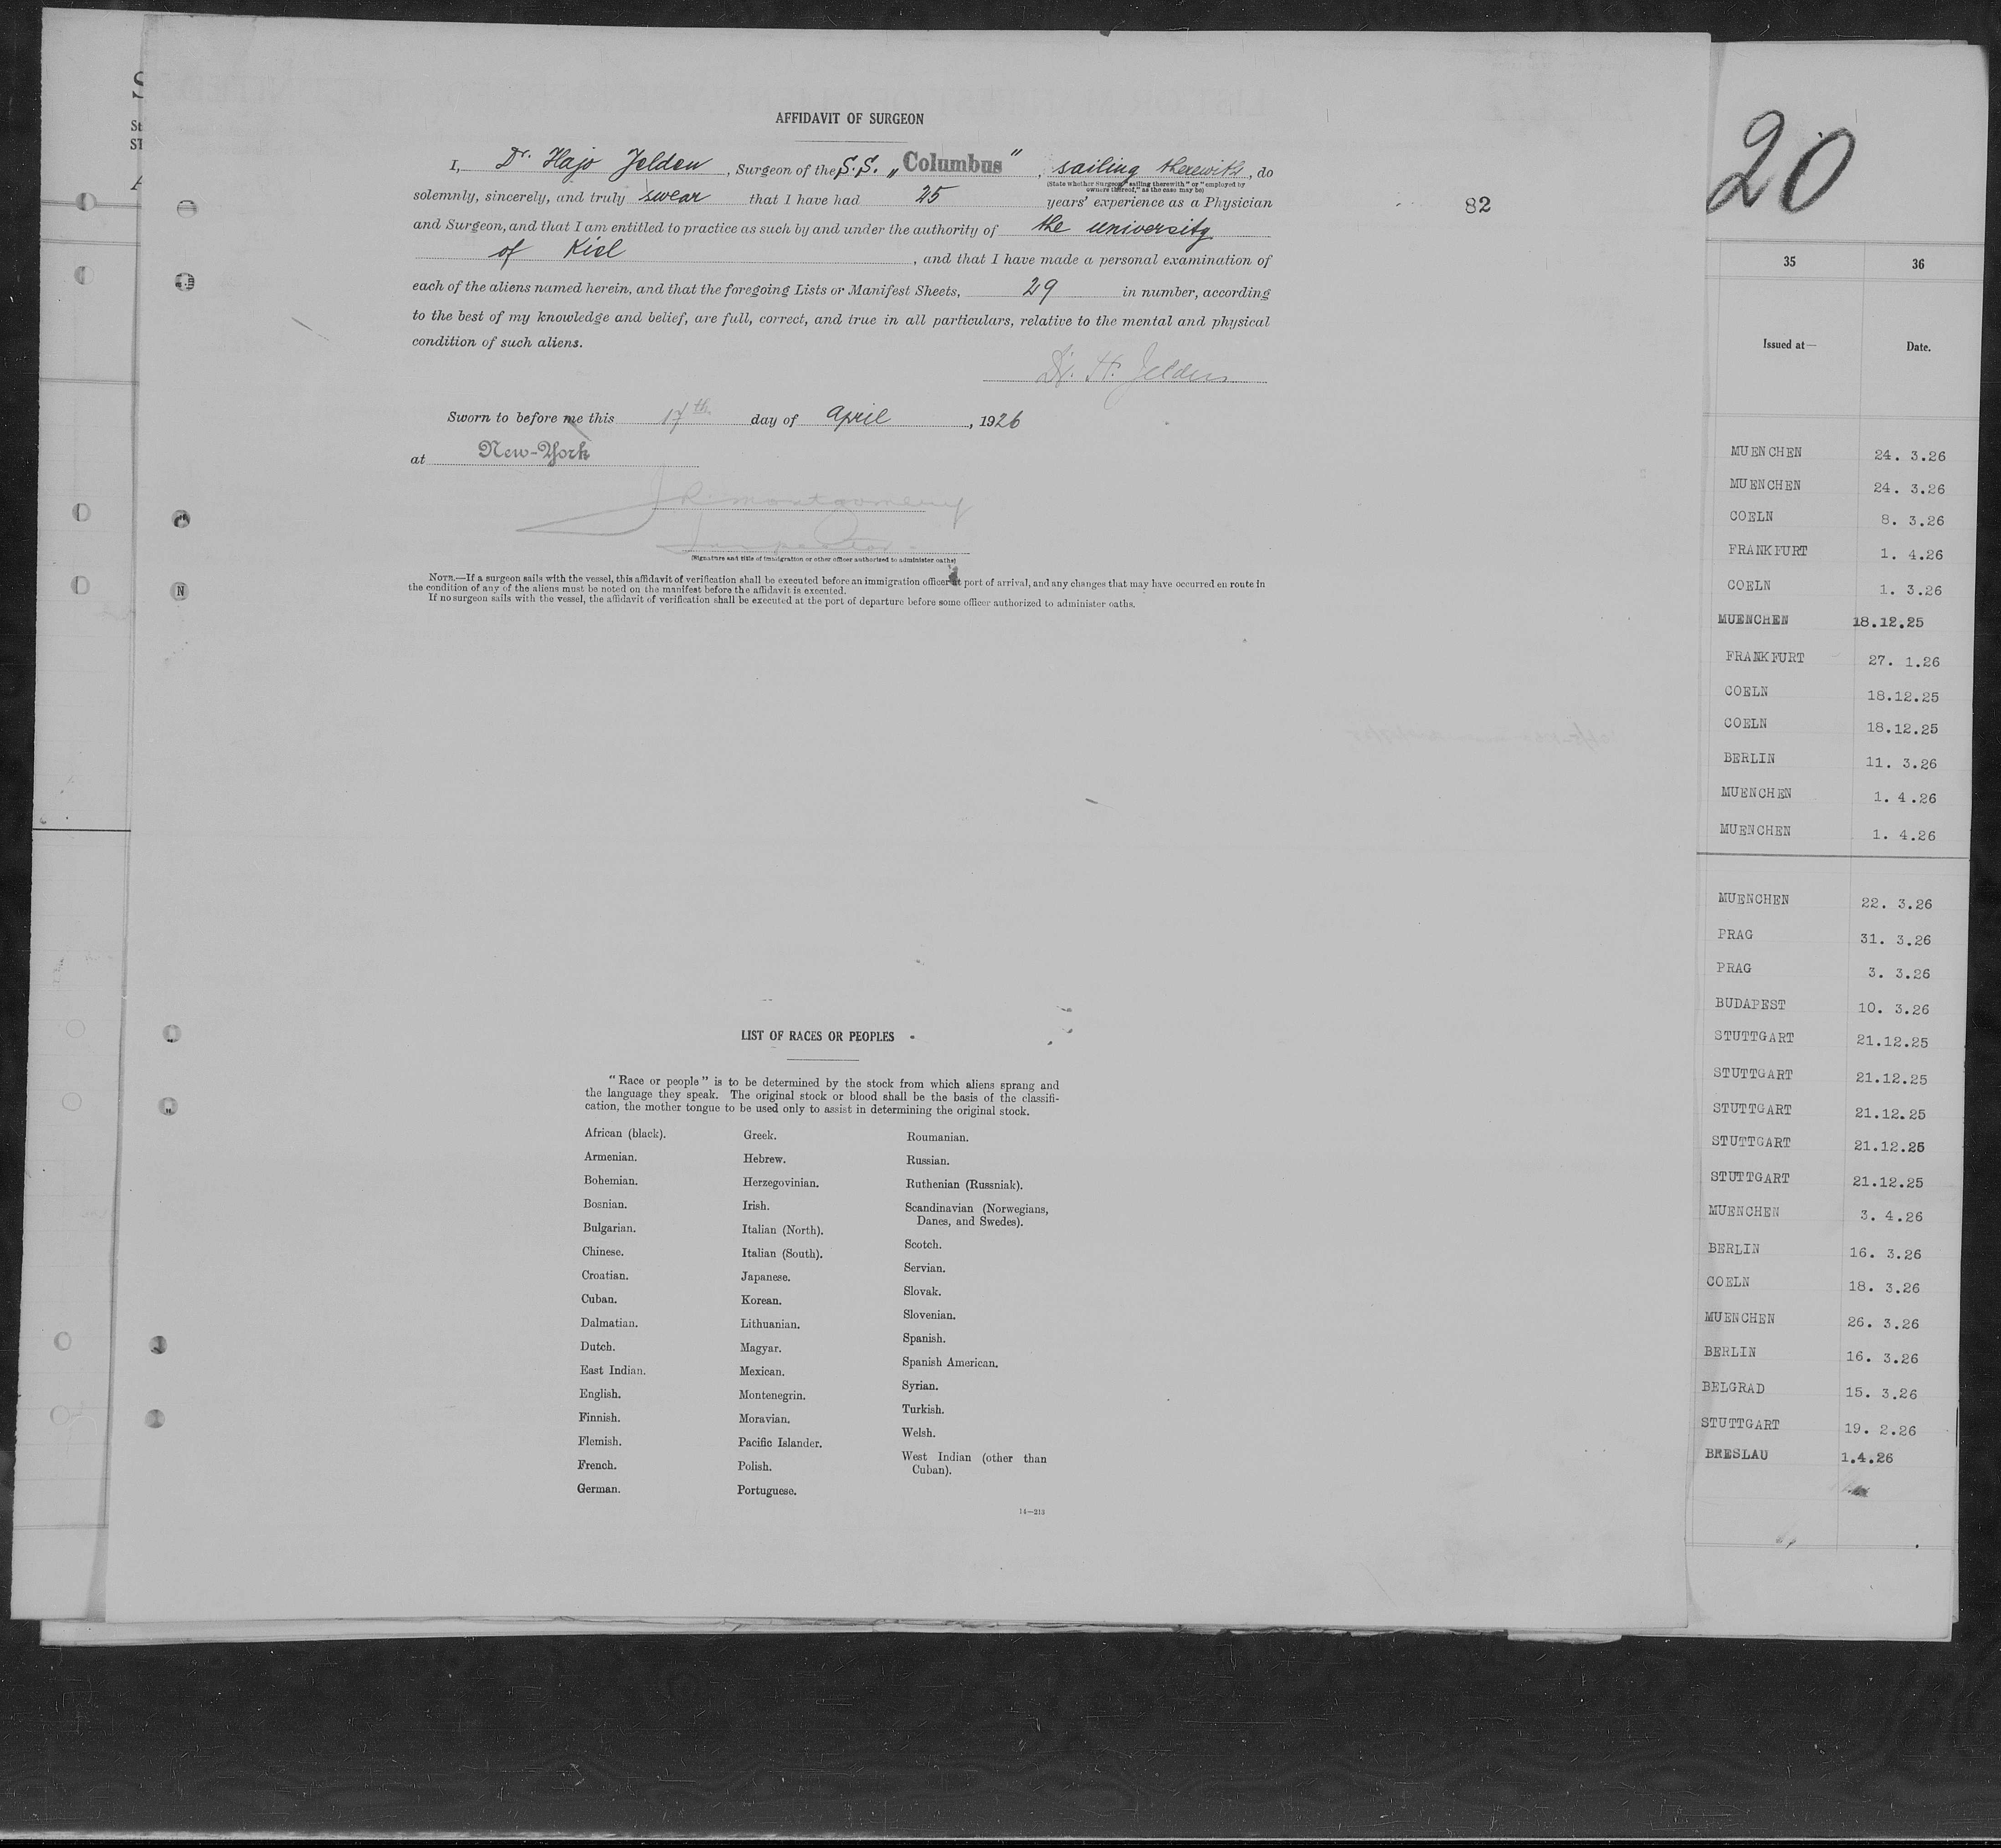 AFFIDAVIT OF SURGEON
I, Dr. Hajo Jelden, Surgeon of the S.S. „Columbus", sailing therewith, do
(State whether Surgeon "sailing therewith" or "employed by owners thereof," as the case may be)
solemnly, sincerely, and truly swear that I have had 25 years' experience as a Physician
and Surgeon, and that I am entitled to practice as such by and under the authority of the university
of Kiel, and that I have made a personal examination of
each of the aliens named herein, and that the foregoing Lists or Manifest Sheets, 29 in number, according
to the best of my knowledge and belief, are full, correct, and true in all particulars, relative to the mental and physical
condition of such aliens.
Dr. H. Jelden
Sworn to before me this 17th day of April, 1926
at New-York
J R Montgomery
Inspector
(Signature and title of immigration or other officer authorized to administer oaths)
NOTE.—If a surgeon sails with the vessel, this affidavit of verification shall be executed before an immigration officer at port of arrival, and any changes that may have occurred en route in
the condition of any of the aliens must be noted on the manifest before the affidavit is executed.
If no surgeon sails with the vessel, the affidavit of verification shall be executed at the port of departure before some officer authorized to administer oaths.
82
LIST OF RACES OR PEOPLES
"Race or people" is to be determined by the stock from which aliens sprang and
the language they speak. The original stock or blood shall be the basis of the classifi-
cation, the mother tongue to be used only to assist in determining the original stock.
African (black).
Armenian.
Bohemian.
Bosnian.
Bulgarian.
Chinese.
Croatian.
Cuban.
Dalmatian.
Dutch.
East Indian.
English.
Finnish.
Flemish.
French.
German.
Greek.
Hebrew.
Herzegovinian.
Irish.
Italian (North).
Italian (South).
Japanese.
Korean.
Lithuanian.
Magyar.
Mexican.
Montenegrin.
Moravian.
Pacific Islander.
Polish.
Portuguese.
Roumanian.
Russian.
Ruthenian (Russniak).
Scandinavian (Norwegians,
Danes, and Swedes).
Scotch.
Servian.
Slovak.
Slovenian.
Spanish.
Spanish American.
Syrian.
Turkish.
Welsh.
West Indian (other than
Cuban).
14—213
20
35 36
Issued at— Date.
MUENCHEN 24. 3.26
MUENCHEN 24. 3.26
COELN 8. 3.26
FRANKFURT 1. 4.26
COELN 1. 3.26
MUENCHEN 18.12.25
FRANKFURT 27. 1.26
COELN 18.12.25
COELN 18.12.25
BERLIN 11. 3.26
MUENCHEN 1. 4.26
MUENCHEN 1. 4.26
MUENCHEN 22. 3.26
PRAG 31. 3.26
PRAG 3. 3.26
BUDAPEST 10. 3.26
STUTTGART 21.12.25
STUTTGART 21.12.25
STUTTGART 21.12.25
STUTTGART 21.12.25
STUTTGART 21.12.25
MUENCHEN 3. 4.26
BERLIN 16. 3.26
COELN 18. 3.26
MUENCHEN 26. 3.26
BERLIN 16. 3.26
BELGRAD 15. 3.26
STUTTGART 19. 2.26
BRESLAU 1.4.26